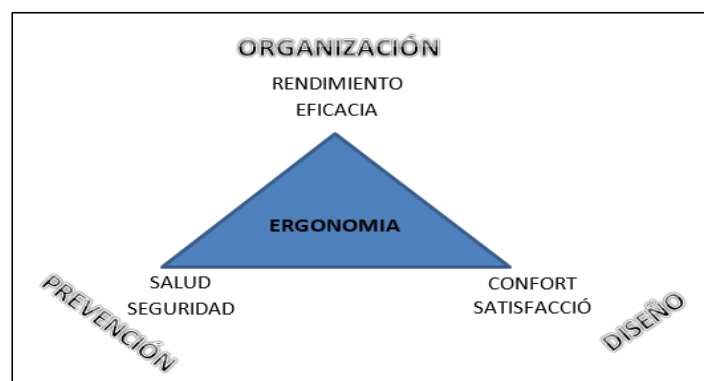 ORGANIZACIÓN
RENDIMIENTO
EFICACIA
ERGONOMIA
SALUD
SEGURIDAD
CONFORT
SATISFACCIÓ
PREVENCIÓN
DISEÑO